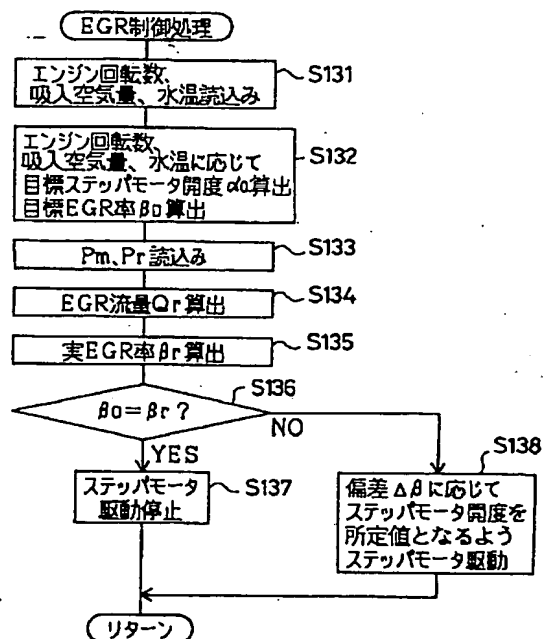 EGR制御処理
エンジン回転数、
吸入空気量、水温読込み
S131
エンジン回転数、
吸入空気量、水温に応じて
目標ステッパモータ開度α0算出
目標EGR率β0算出
S132
Pm、Pr読込み
S133
EGR流量Qr算出
S134
実EGR率βr算出
S135
β0=βr?
S136
NO
YES
ステッパモータ
駆動停止
S137
偏差Δβに応じて
ステッパモータ開度を
所定値となるよう
ステッパモータ駆動
S138
リターン